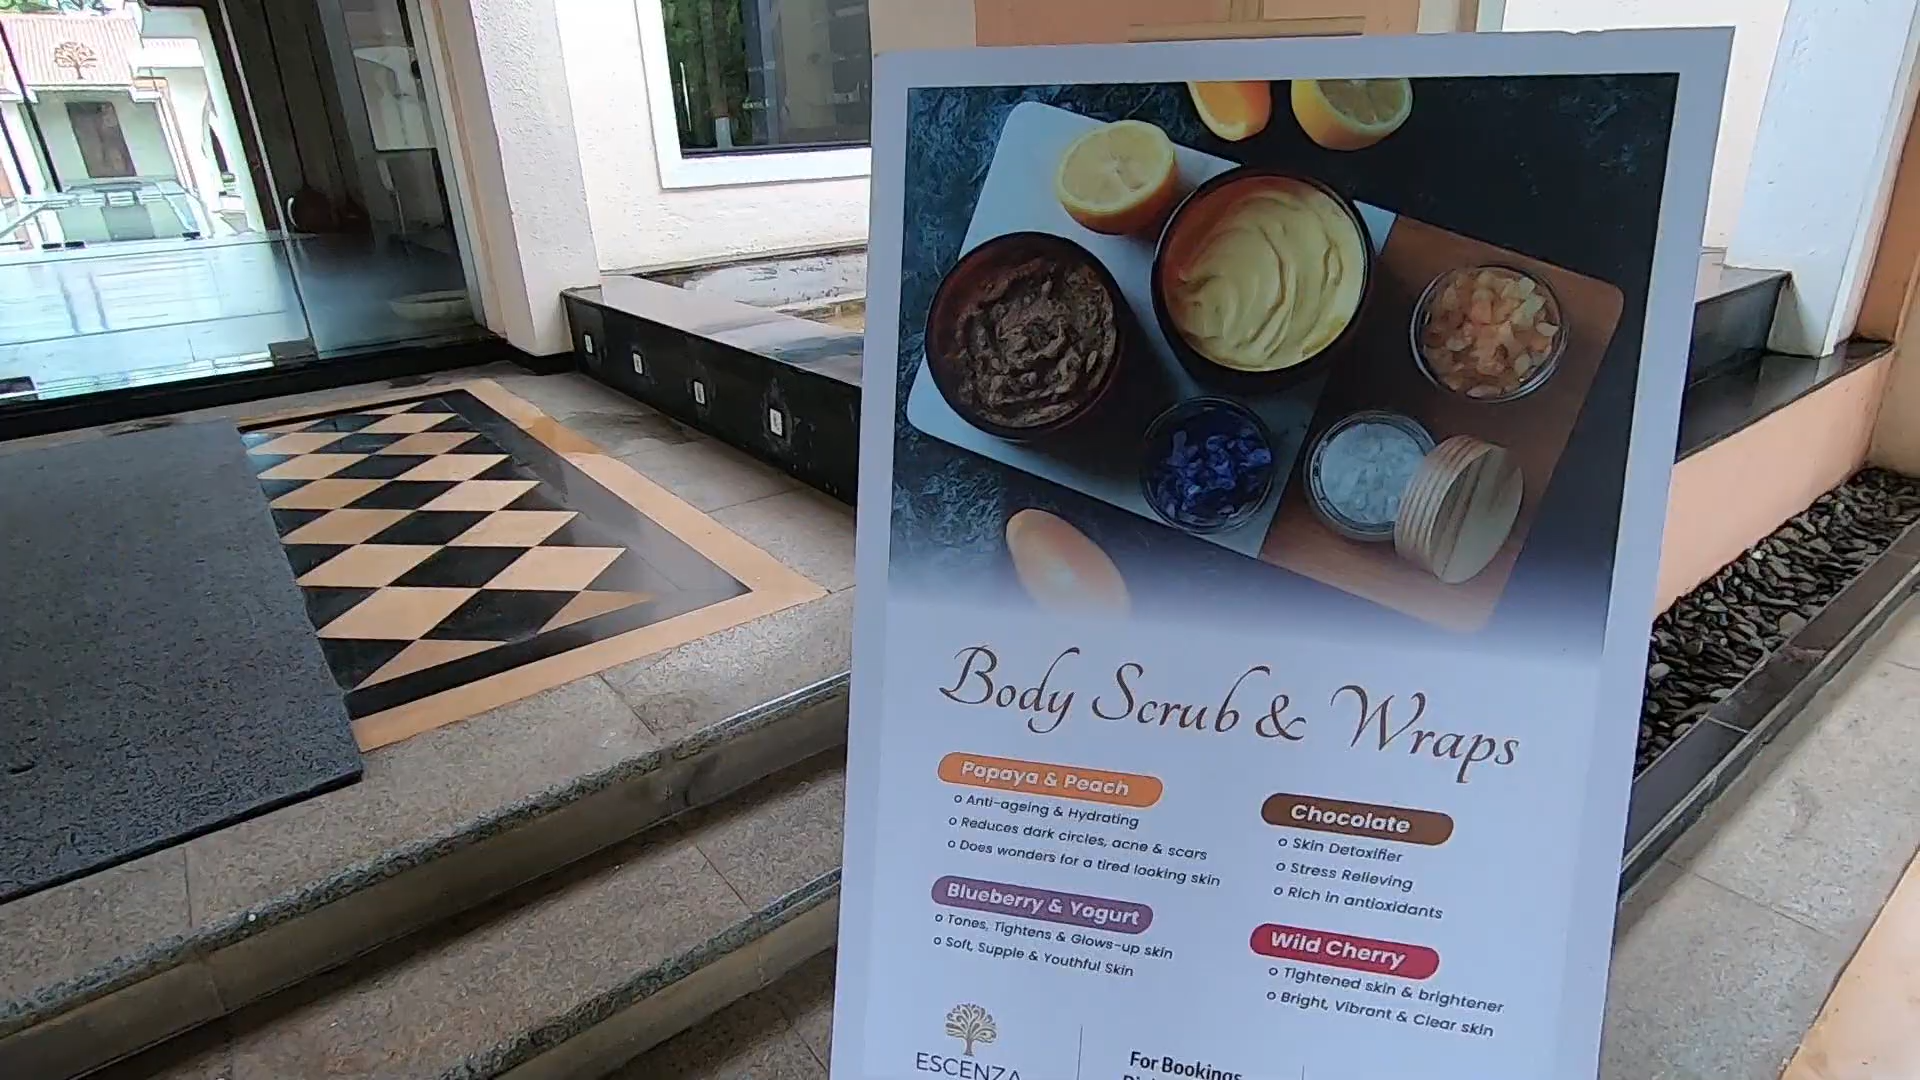 Body Scrub & Wraps
Papaya & Peach
o Anti-ageing & Hydrating
o Reduces dark circles, acne & scars
o Does wonders for a tired looking skin
Blueberry & Yogurt
o Tones, Tightens & Glows-up skin
o Soft, Supple & Youthful Skin
Chocolate
o Skin Detoxifier
o Stress Relieving
o Rich in antioxidants
Wild Cherry
o Tightened skin & brightener
o Bright, Vibrant & Clear skin
ESCENZA
For Bookings